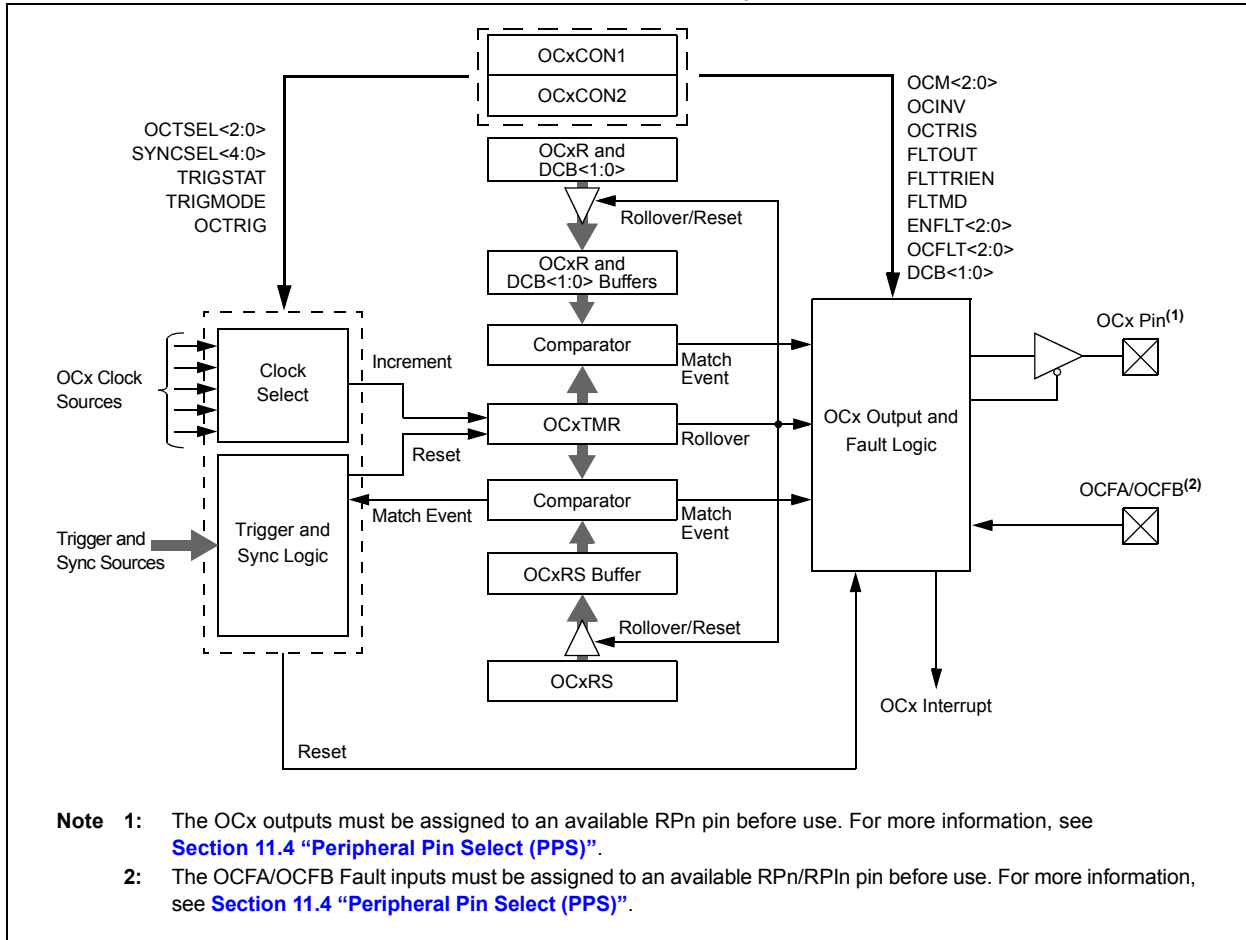 OCxCON1
OCxCON2
OCM<2:0>
OCINV
OCTRIS
FLTOUT
FLTTRIEN
FLTMD
ENFLT<2:0>
OCFLT<2:0>
DCB<1:0>
OCTSEL<2:0>
SYNCSEL<4:0>
TRIGSTAT
TRIGMODE
OCTRIG
OCxR and
DCB<1:0>
Rollover/Reset
OCxR and
DCB<1:0> Buffers
OCx Clock
Sources
Clock
Select
Increment
Comparator
Match
Event
OCxTMR
Rollover
Reset
OCx Output and
Fault Logic
OCx Pin(1)
OCFA/OCFB(2)
Trigger and
Sync Sources
Trigger and
Sync Logic
Match Event
Comparator
Match
Event
OCxRS Buffer
Rollover/Reset
OCxRS
OCx Interrupt
Reset
Note 1: The OCx outputs must be assigned to an available RPn pin before use. For more information, see
Section 11.4 “Peripheral Pin Select (PPS)”.
2: The OCFA/OCFB Fault inputs must be assigned to an available RPn/RPIn pin before use. For more information,
see Section 11.4 “Peripheral Pin Select (PPS)”.